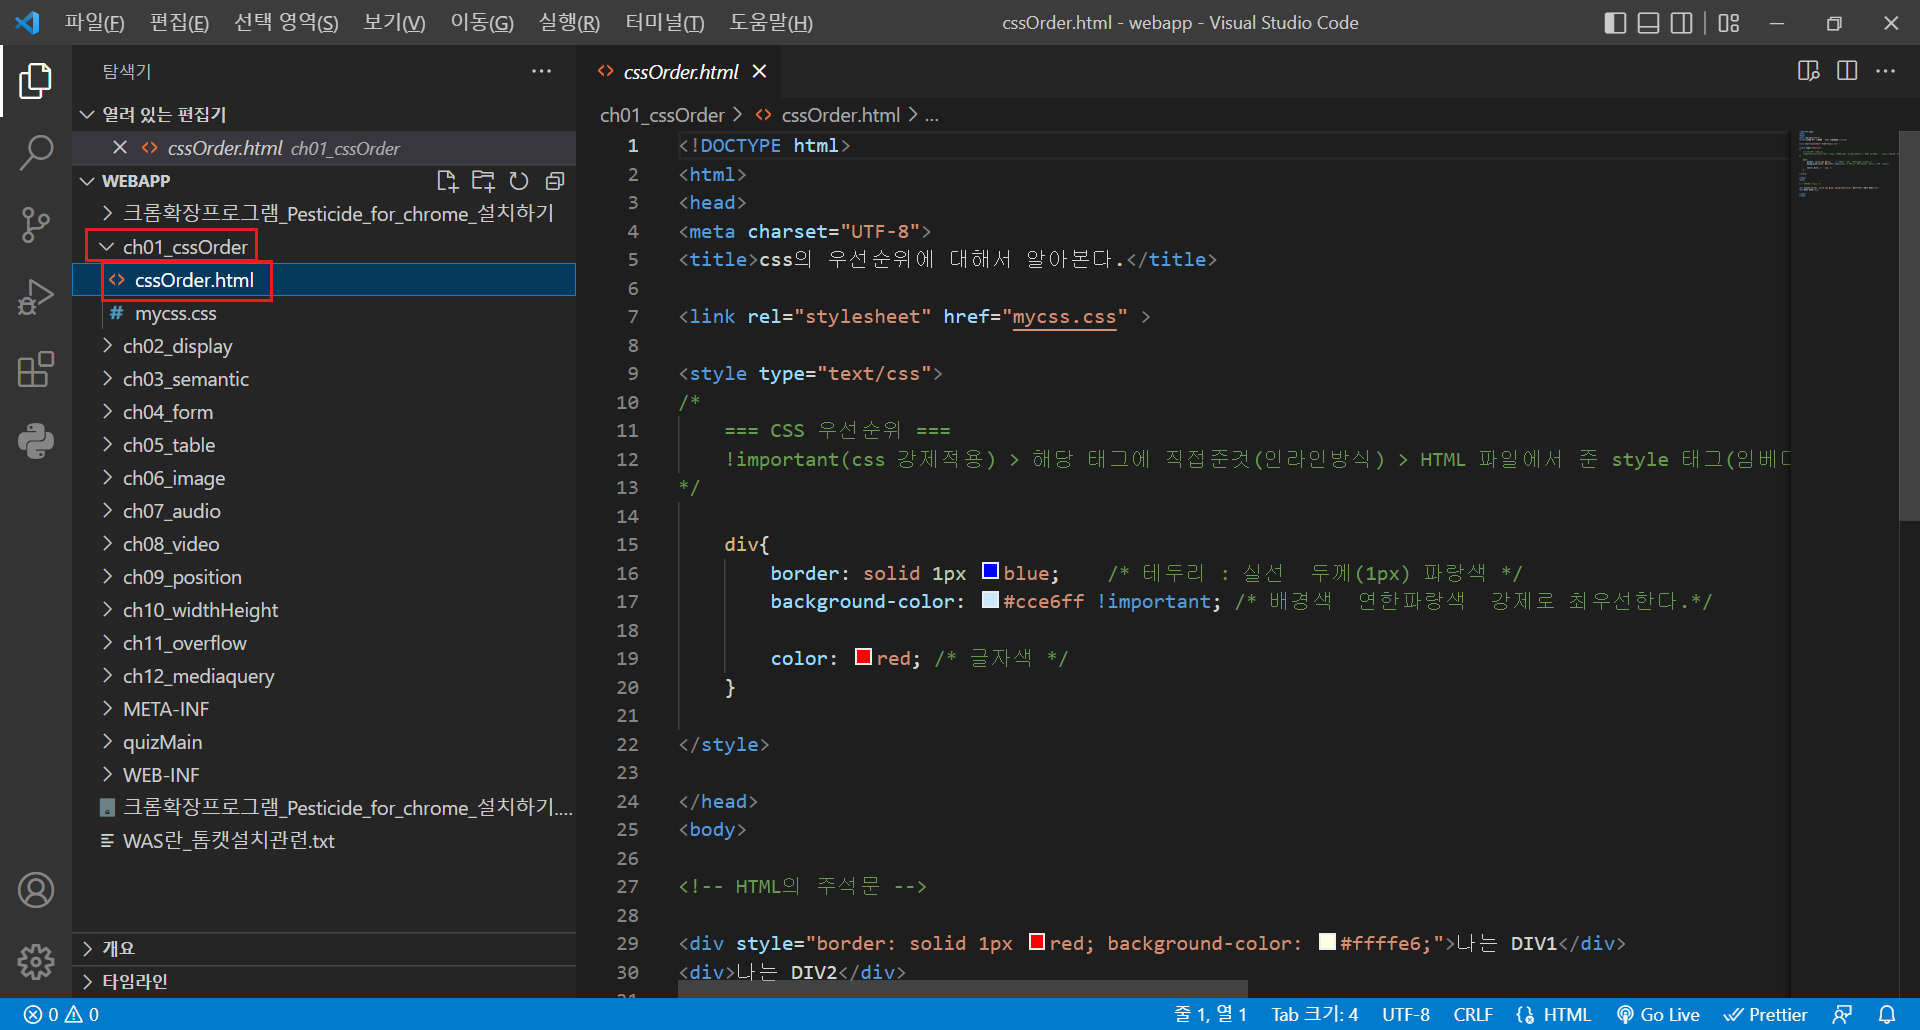 파일(F) 편집(E) 선택 영역(S) 보기(V) 이동(G) 실행(R) 터미널(T) 도움말(H) cssOrder.html - webapp - Visual Studio Code
탐색기
열려 있는 편집기
cssOrder.html ch01_cssOrder
WEBAPP
크롬확장프로그램_Pesticide_for_chrome_설치하기
ch01_cssOrder
cssOrder.html
mycss.css
ch02_display
ch03_semantic
ch04_form
ch05_table
ch06_image
ch07_audio
ch08_video
ch09_position
ch10_widthHeight
ch11_overflow
ch12_mediaquery
META-INF
quizMain
WEB-INF
크롬확장프로그램_Pesticide_for_chrome_설치하기....
WAS란_톰캣설치관련.txt
개요
타임라인
cssOrder.html
ch01_cssOrder > cssOrder.html > ...
1 <!DOCTYPE html>
2 <html>
3 <head>
4 <meta charset="UTF-8">
5 <title>css의 우선순위에 대해서 알아본다.</title>
6
7 <link rel="stylesheet" href="mycss.css" >
8
9 <style type="text/css">
10 /*
11 === CSS 우선순위 ===
12 !important(css 강제적용) > 해당 태그에 직접준것(인라인방식) > HTML 파일에서 준 style 태그(임베디
13 */
14
15 div{
16 border: solid 1px blue; /* 테두리 : 실선 두께(1px) 파랑색 */
17 background-color: #cce6ff !important; /* 배경색 연한파랑색 강제로 최우선한다.*/
18
19 color: red; /* 글자색 */
20 }
21
22 </style>
23
24 </head>
25 <body>
26
27 <!-- HTML의 주석문 -->
28
29 <div style="border: solid 1px red; background-color: #ffffe6;">나는 DIV1</div>
30 <div>나는 DIV2</div>
0 0 줄 1, 열 1 Tab 크기: 4 UTF-8 CRLF HTML Go Live Prettier